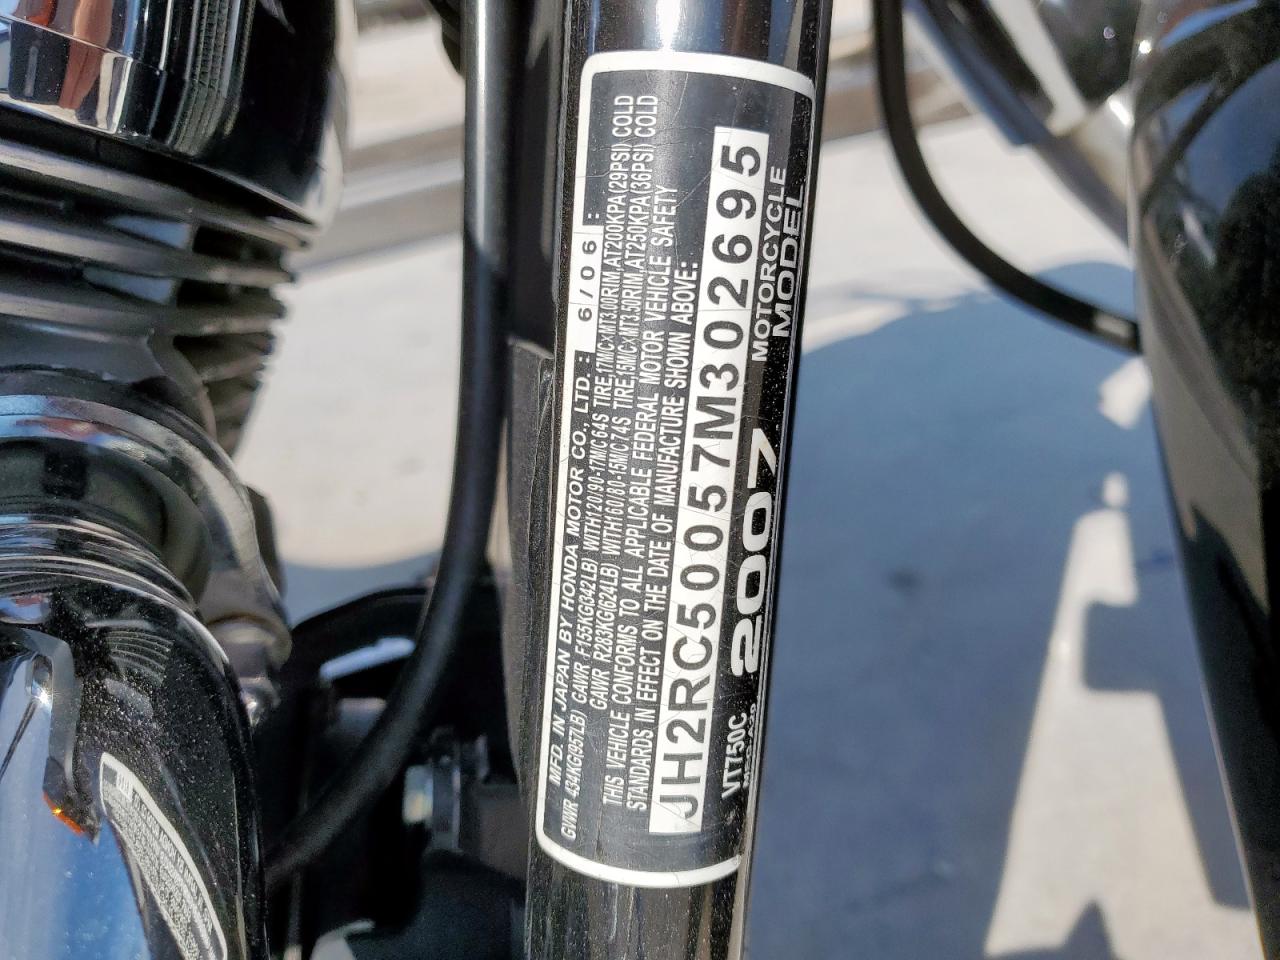 MFD. IN JAPAN BY HONDA MOTOR CO., LTD. : 6/06 :
GVWR 434KG(957LB) GAWR F155KG(342LB) WITH120/90-17M/C 64S TIRE,17M/CxMT3.00RIM,AT200KPA(29PSI) COLD
GAWR R283KG(624LB) WITH160/80-15M/C 74S TIRE,15M/CxMT3.50RIM,AT250KPA(36PSI) COLD
THIS VEHICLE CONFORMS TO ALL APPLICABLE FEDERAL MOTOR VEHICLE SAFETY
STANDARDS IN EFFECT ON THE DATE OF MANUFACTURE SHOWN ABOVE:
JH2RC50057M302695
VT750C 2007 MOTORCYCLE
MODEL